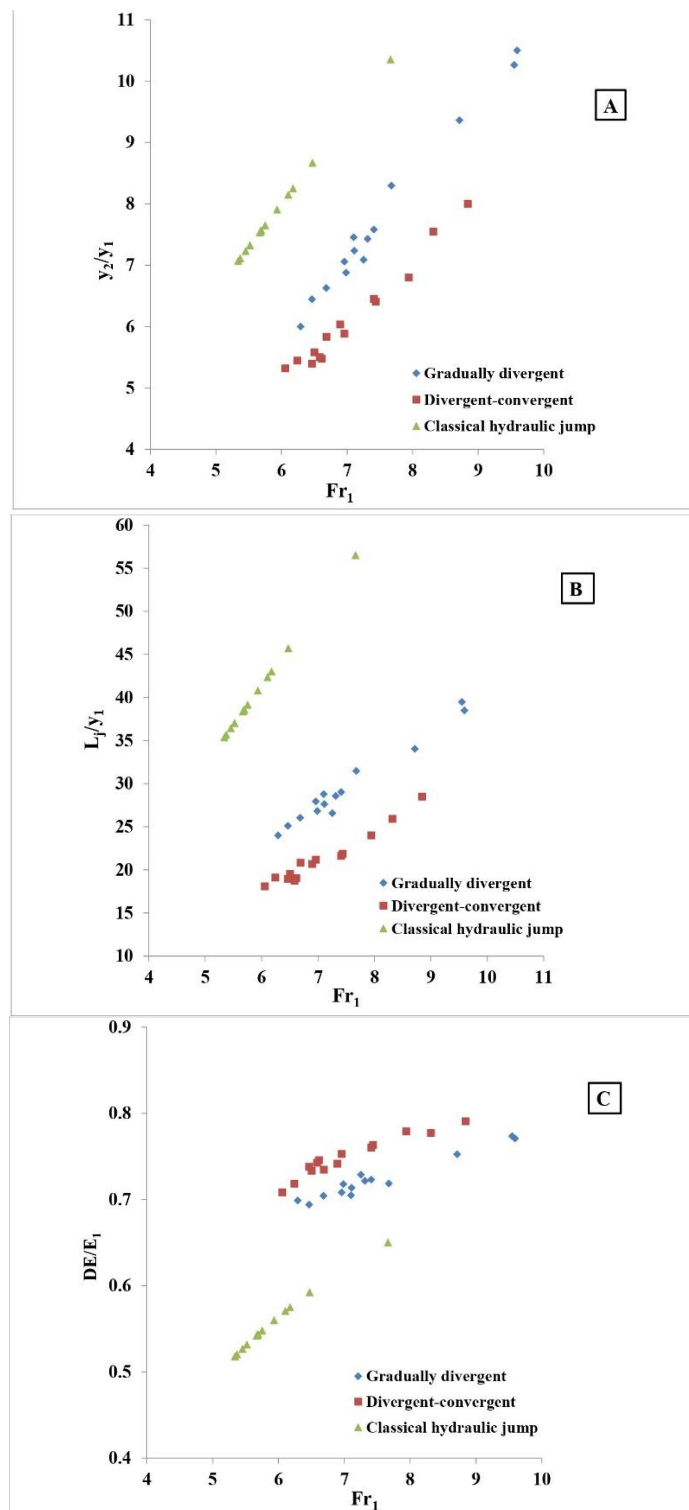 11
10
9
8
7
6
5
4
y2/y1
A
Gradually divergent
Divergent-convergent
Classical hydraulic jump
4 5 6 7 8 9 10
Fr1
60
55
50
45
40
35
30
25
20
15
10
Lj/y1
B
Gradually divergent
Divergent-convergent
Classical hydraulic jump
4 5 6 7 8 9 10 11
Fr1
0.9
0.8
0.7
0.6
0.5
0.4
DE/E1
C
Gradually divergent
Divergent-convergent
Classical hydraulic jump
4 5 6 7 8 9 10
Fr1